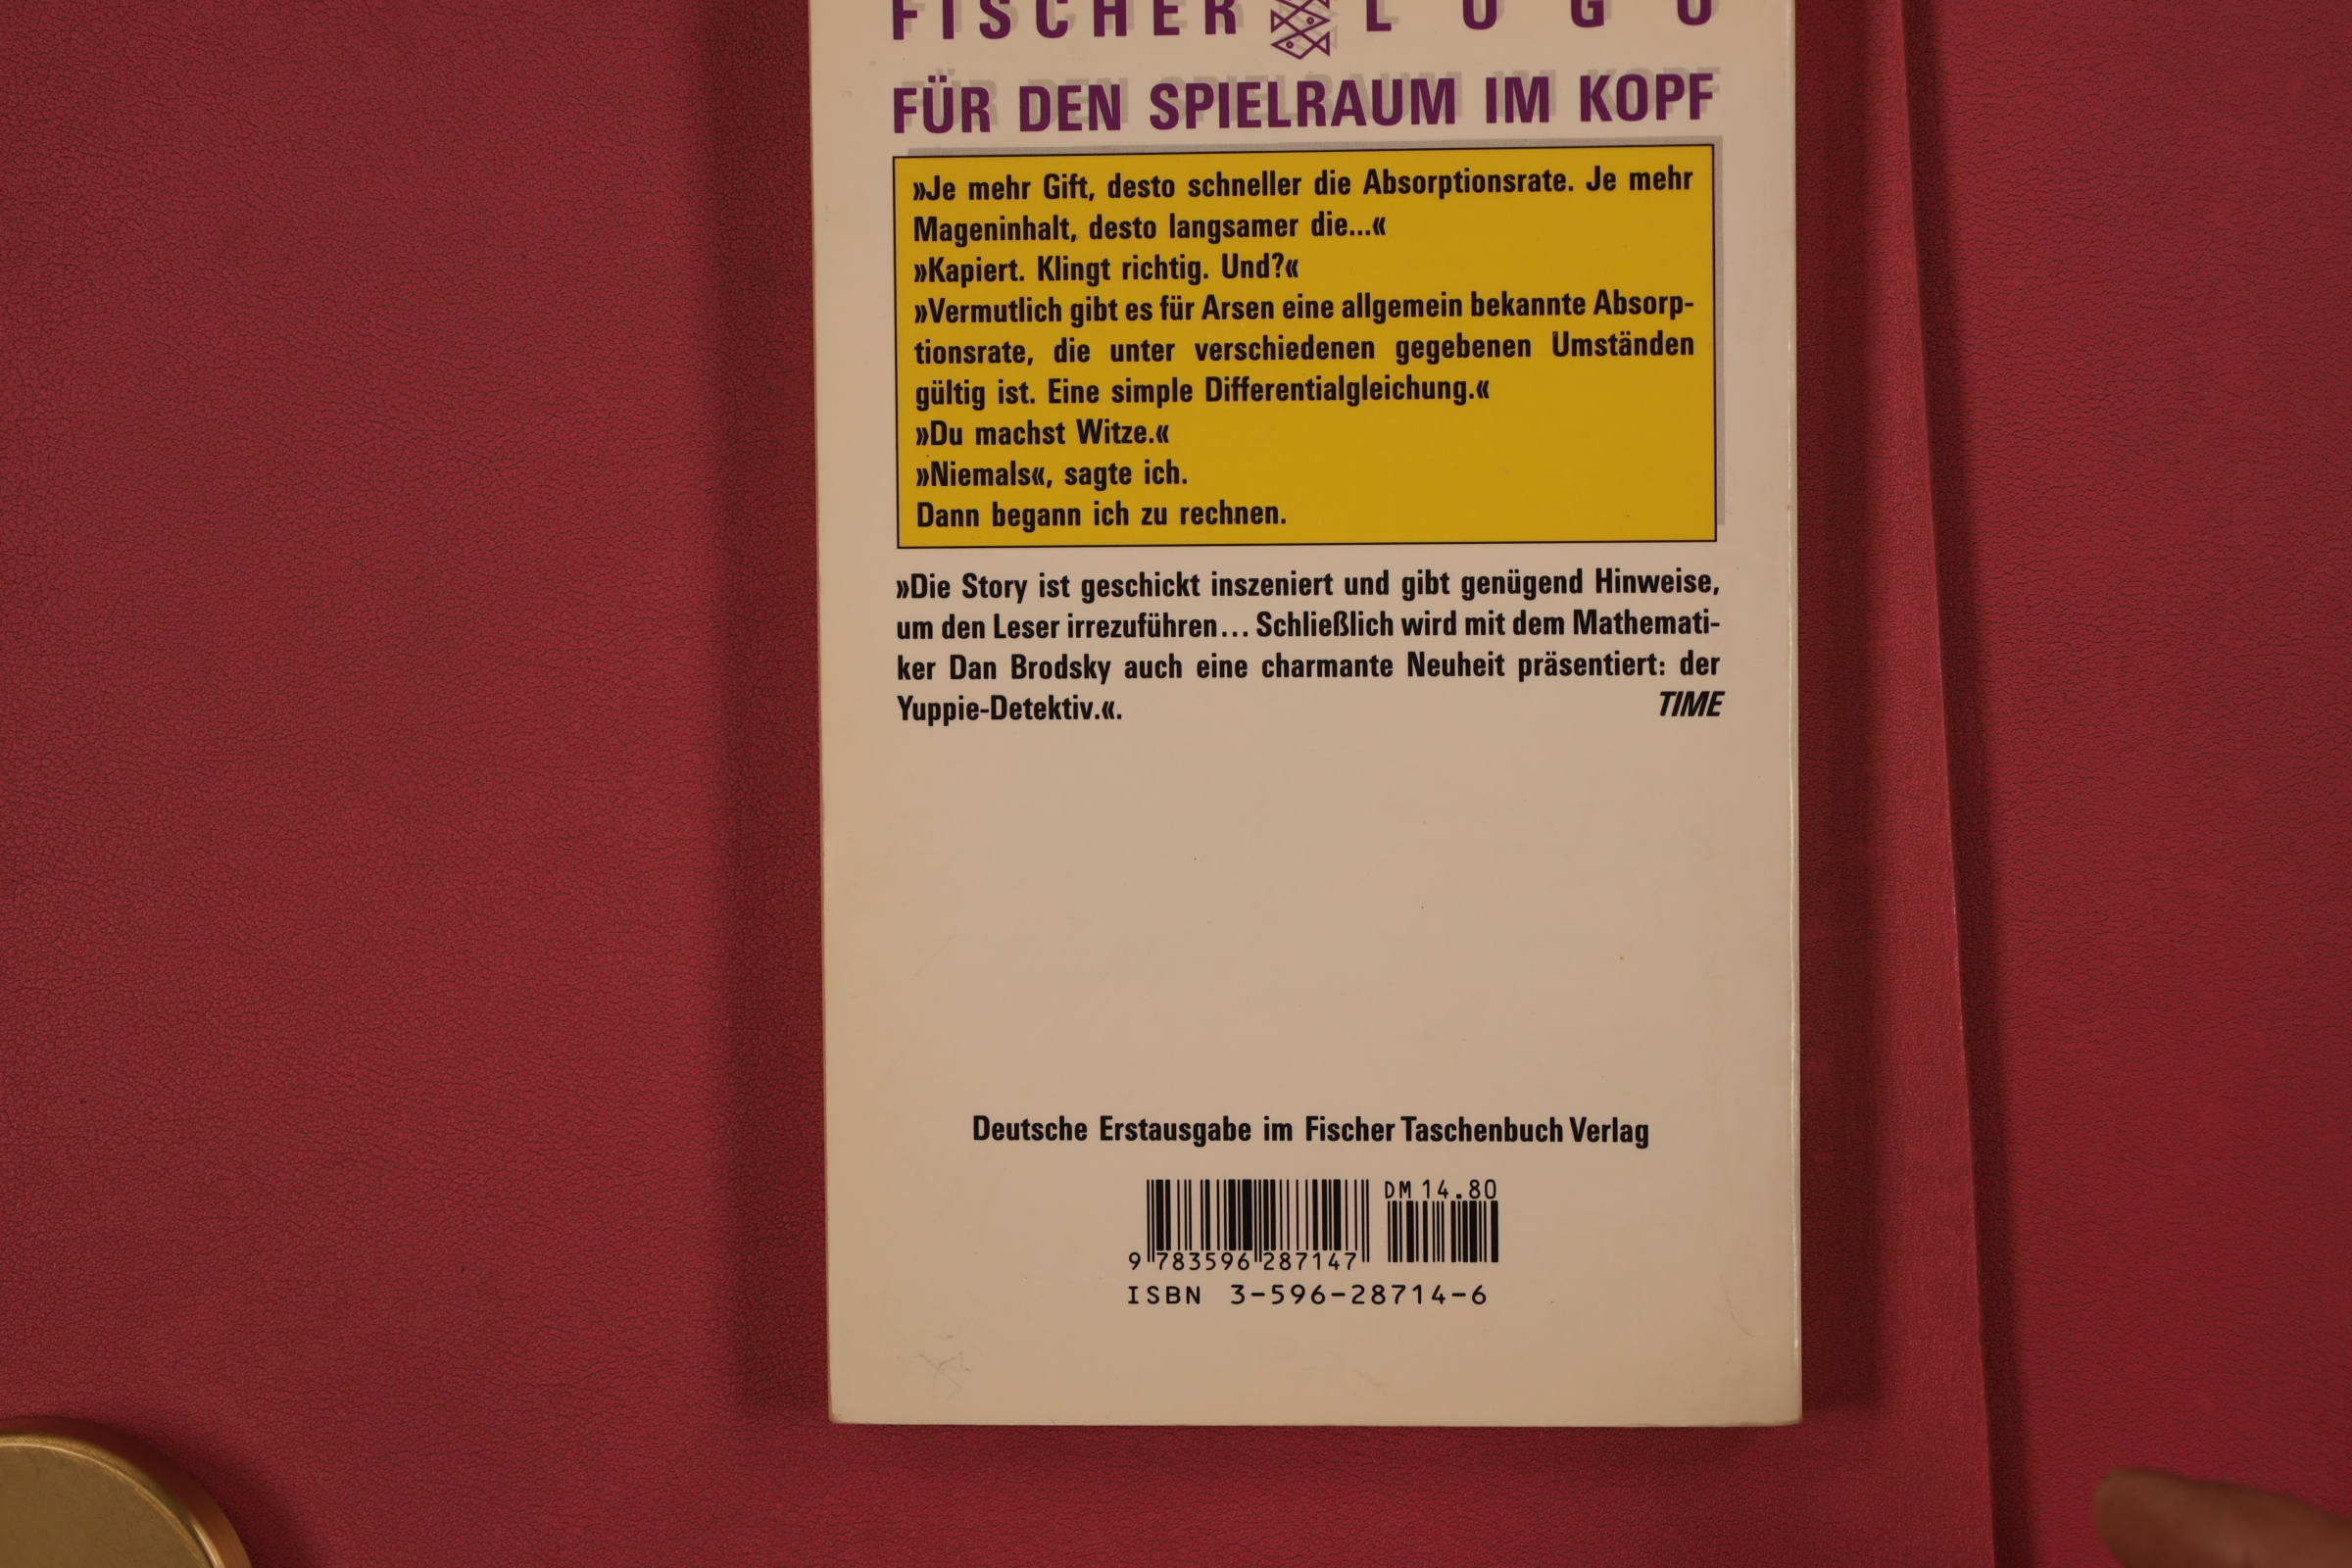 FISCHER LOGO
FÜR DEN SPIELRAUM IM KOPF
»Je mehr Gift, desto schneller die Absorptionsrate. Je mehr
Mageninhalt, desto langsamer die...«
»Kapiert. Klingt richtig. Und?«
»Vermutlich gibt es für Arsen eine allgemein bekannte Absorp-
tionsrate, die unter verschiedenen gegebenen Umständen
gültig ist. Eine simple Differentialgleichung.«
»Du machst Witze.«
»Niemals«, sagte ich.
Dann begann ich zu rechnen.
»Die Story ist geschickt inszeniert und gibt genügend Hinweise,
um den Leser irrezuführen... Schließlich wird mit dem Mathemati-
ker Dan Brodsky auch eine charmante Neuheit präsentiert: der
Yuppie-Detektiv.«. TIME
Deutsche Erstausgabe im Fischer Taschenbuch Verlag
DM 14.80
9 783596 287147
ISBN 3-596-28714-6